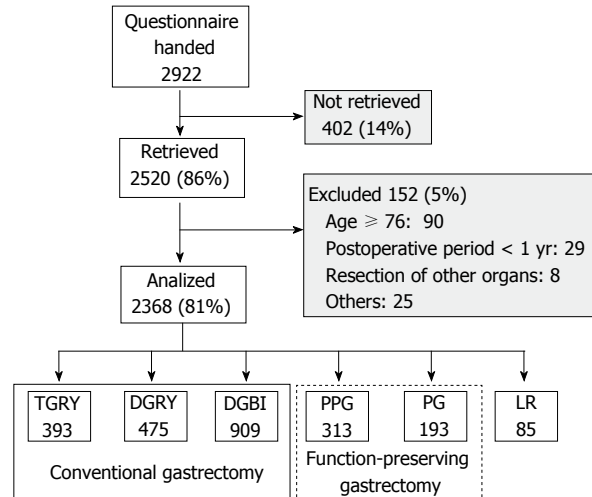 Questionnaire
handed
2922
Not retrieved
402 (14%)
Retrieved
2520 (86%)
Excluded 152 (5%)
Age ≥ 76: 90
Postoperative period < 1 yr: 29
Resection of other organs: 8
Others: 25
Analized
2368 (81%)
TGRY
393
DGRY
475
DGBI
909
PPG
313
PG
193
LR
85
Conventional gastrectomy
Function-preserving
gastrectomy